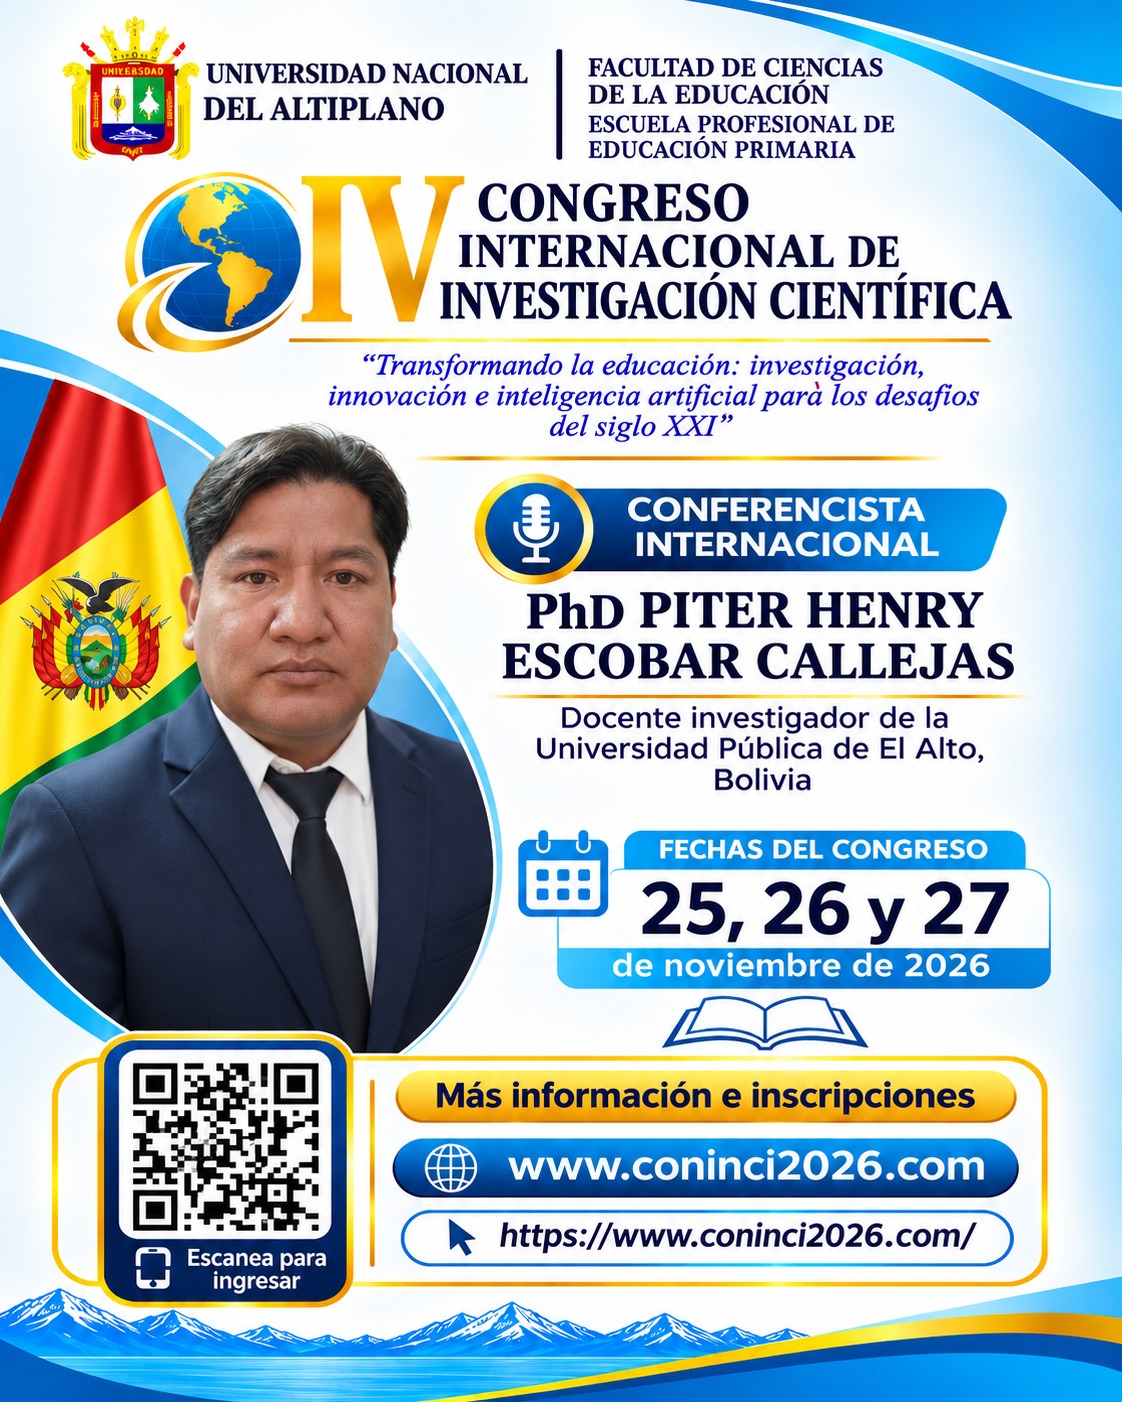 UNIVERSIDAD
UNIVERSIDAD NACIONAL
DEL ALTIPLANO
FACULTAD DE CIENCIAS
DE LA EDUCACIÓN
ESCUELA PROFESIONAL DE
EDUCACIÓN PRIMARIA
IV CONGRESO
INTERNACIONAL DE
INVESTIGACIÓN CIENTÍFICA
“Transformando la educación: investigación,
innovación e inteligencia artificial parà los desafios
del siglo XXI”
CONFERENCISTA
INTERNACIONAL
PhD PITER HENRY
ESCOBAR CALLEJAS
Docente investigador de la
Universidad Pública de El Alto,
Bolivia
FECHAS DEL CONGRESO
25, 26 y 27
de noviembre de 2026
Más información e inscripciones
www.coninci2026.com
https://www.coninci2026.com/
Escanea para
ingresar